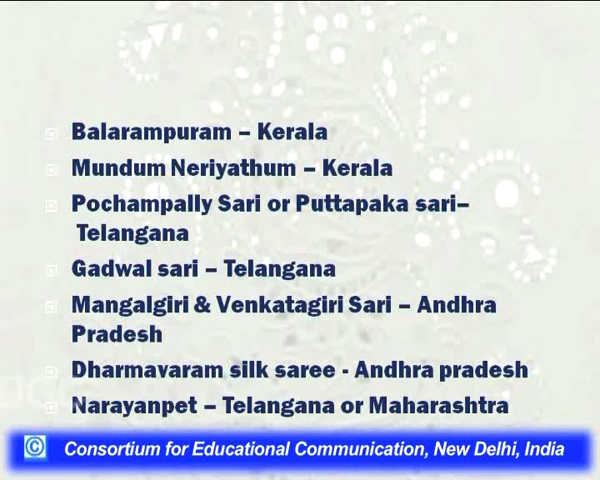 Balarampuram – Kerala
Mundum Neriyathum – Kerala
Pochampally Sari or Puttapaka sari–
Telangana
Gadwal sari – Telangana
Mangalgiri & Venkatagiri Sari – Andhra
Pradesh
Dharmavaram silk saree - Andhra pradesh
Narayanpet – Telangana or Maharashtra
© Consortium for Educational Communication, New Delhi, India